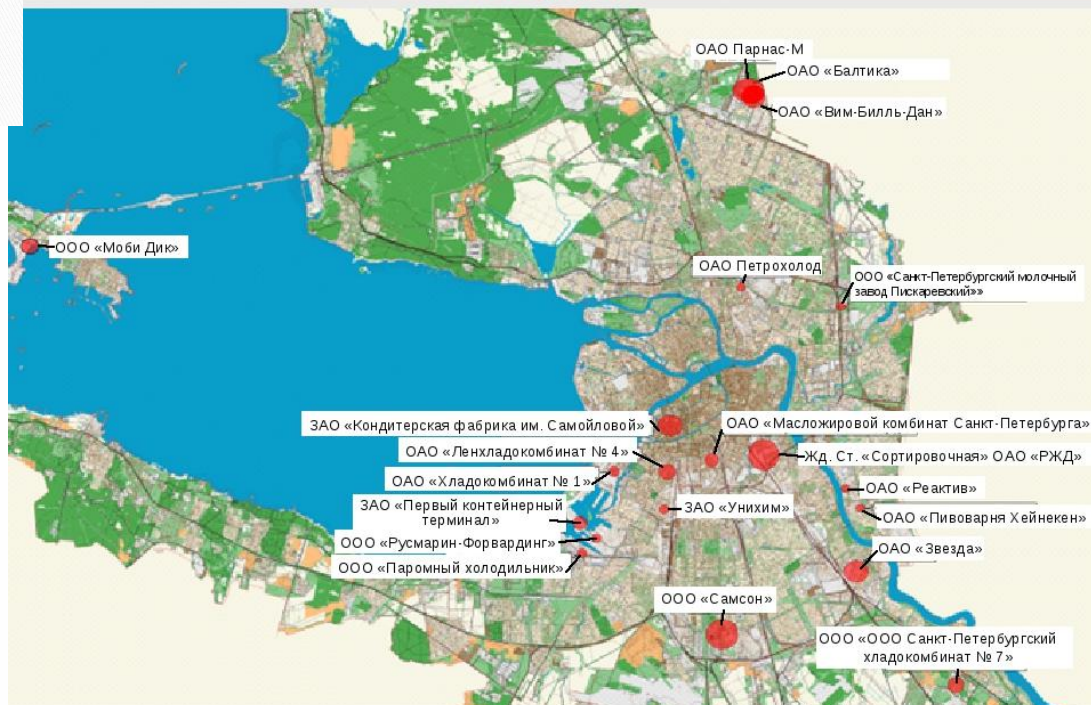 ОАО Парнас-М
ОАО «Балтика»
ОАО «Вим-Билль-Дан»
ООО «Моби Дик»
ОАО Петрохолод
ООО «Санкт-Петербургский молочный
завод Пискаревский»»
ЗАО «Кондитерская фабрика им. Самойловой»
ОАО «Масложировой комбинат Санкт-Петербурга»
ОАО «Ленхладокомбинат № 4»
Жд. Ст. «Сортировочная» ОАО «РЖД»
ОАО «Хладокомбинат № 1»
ОАО «Реактив»
ЗАО «Первый контейнерный
терминал»
ЗАО «Унихим»
ОАО «Пивоварня Хейнекен»
ООО «Русмарин-Форвардинг»
ОАО «Звезда»
ООО «Паромный холодильник»
ООО «Самсон»
ООО «ООО Санкт-Петербургский
хладокомбинат № 7»